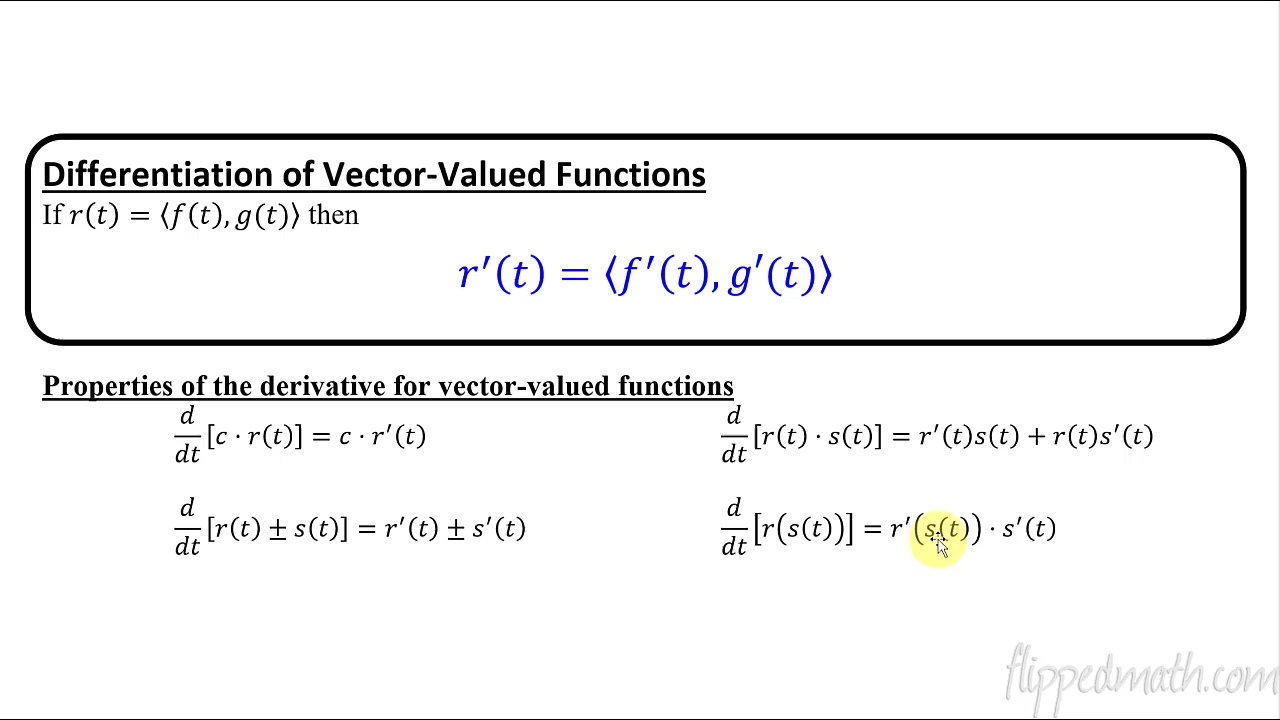 Differentiation of Vector-Valued Functions
If r(t) = ⟨f(t), g(t)⟩ then
r′(t) = ⟨f′(t), g′(t)⟩
Properties of the derivative for vector-valued functions
d/dt [c · r(t)] = c · r′(t)
d/dt [r(t) · s(t)] = r′(t)s(t) + r(t)s′(t)
d/dt [r(t) ± s(t)] = r′(t) ± s′(t)
d/dt [r(s(t))] = r′(s(t)) · s′(t)
flippedmath.com